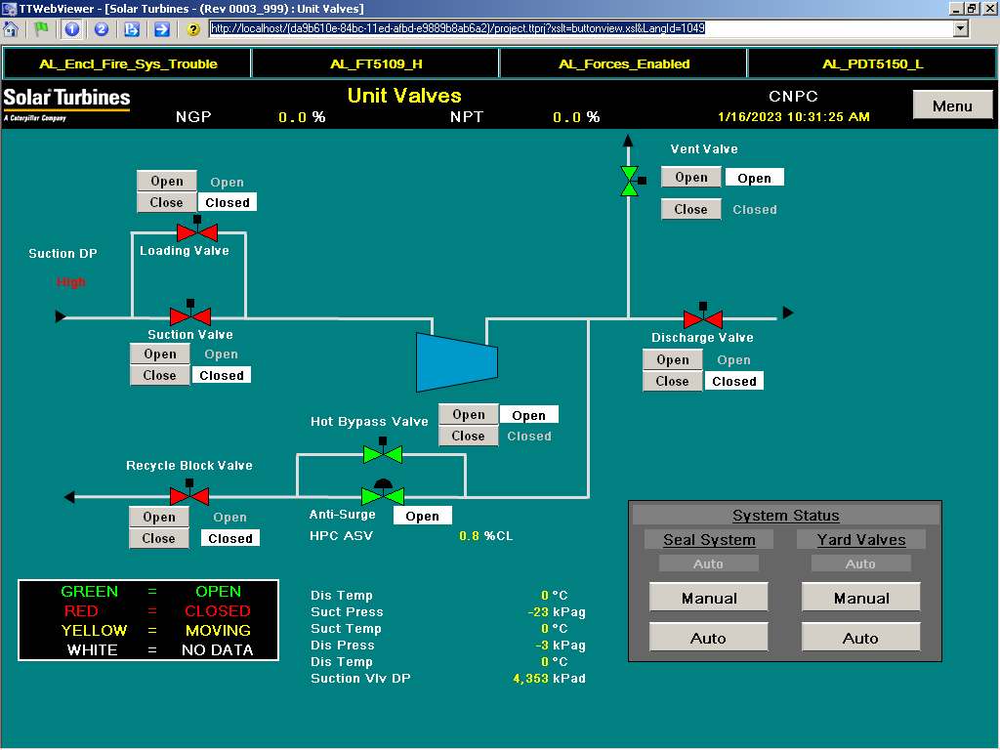 TTWebViewer - [Solar Turbines - (Rev 0003_999) : Unit Valves]
http://localhost/{da9b610e-84bc-11ed-afbd-e9889b8ab6a2}/project.ttprj?xslt=buttonview.xsl&LangId=1049
AL_Encl_Fire_Sys_Trouble AL_FT5109_H AL_Forces_Enabled AL_PDT5150_L
Solar Turbines
A Caterpillar Company
Unit Valves
NGP 0.0 % NPT 0.0 %
CNPC
1/16/2023 10:31:25 AM
Menu
Vent Valve
Open Open
Close Closed
Open Open
Close Closed
Loading Valve
Suction DP
High
Suction Valve
Open Open
Close Closed
Discharge Valve
Open Open
Close Closed
Hot Bypass Valve
Open Open
Close Closed
Recycle Block Valve
Open Open
Close Closed
Anti-Surge Open
HPC ASV 0.8 %CL
System Status
Seal System Yard Valves
Auto Auto
Manual Manual
Auto Auto
GREEN = OPEN
RED = CLOSED
YELLOW = MOVING
WHITE = NO DATA
Dis Temp 0 °C
Suct Press -23 kPag
Suct Temp 0 °C
Dis Press -3 kPag
Dis Temp 0 °C
Suction Vlv DP 4,353 kPad